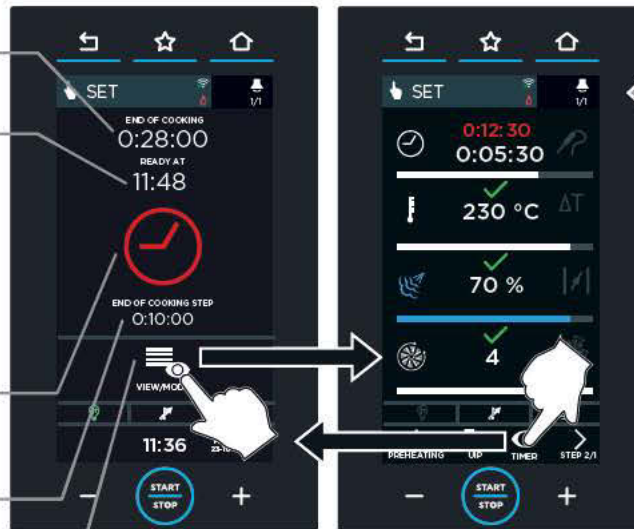 SET
1/1
END OF COOKING
0:28:00
READY AT
11:48
END OF COOKING STEP
0:10:00
11:36
START
STOP
- +
SET
1/1
0:12:30
0:05:30
230 °C
ΔT
70 %
4
PREHEATING TIMER STEP 2/1
START
STOP
- +